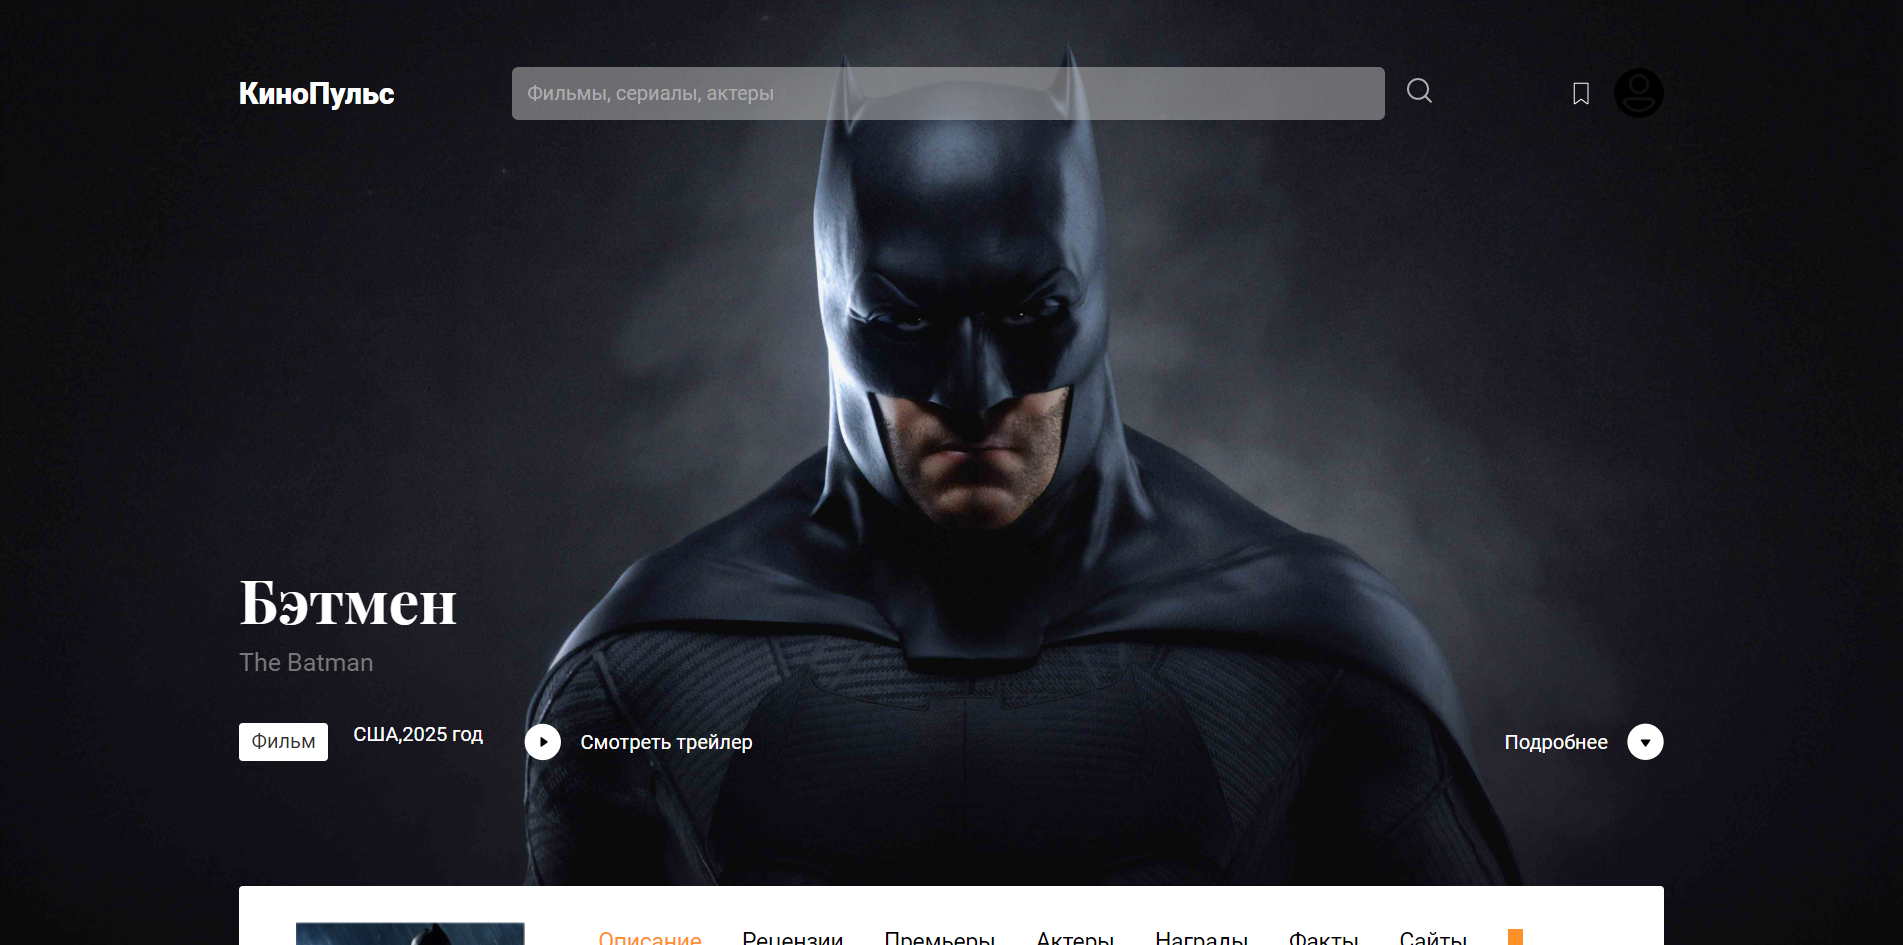 КиноПульс
Фильмы, сериалы, актеры
Бэтмен
The Batman
Фильм
США,2025 год
Смотреть трейлер
Подробнее
Описание Рецензии Премьеры Актеры Награды Факты Сайты